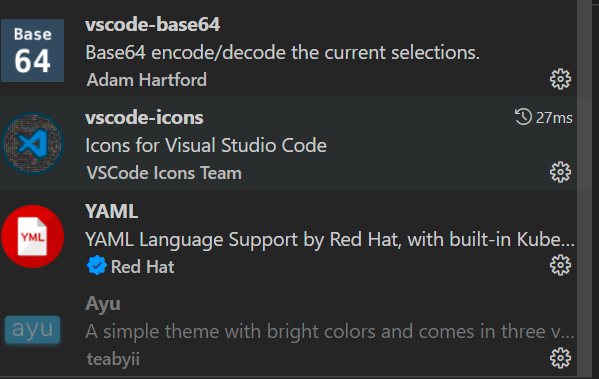 Base
64
vscode-base64
Base64 encode/decode the current selections.
Adam Hartford
vscode-icons
27ms
Icons for Visual Studio Code
VSCode Icons Team
YML
YAML
YAML Language Support by Red Hat, with built-in Kube...
Red Hat
ayu
Ayu
A simple theme with bright colors and comes in three v...
teabyii